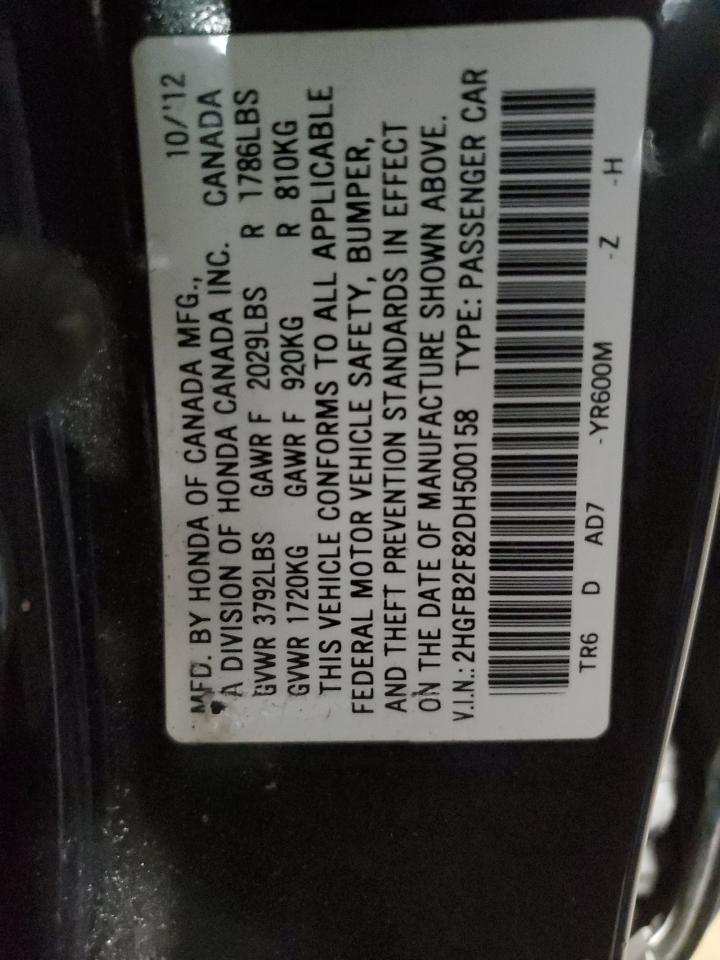 10/'12
MFD. BY HONDA OF CANADA MFG.,
A DIVISION OF HONDA CANADA INC. CANADA
GVWR 3792LBS GAWR F 2029LBS R 1786LBS
GVWR 1720KG GAWR F 920KG R 810KG
THIS VEHICLE CONFORMS TO ALL APPLICABLE
FEDERAL MOTOR VEHICLE SAFETY, BUMPER,
AND THEFT PREVENTION STANDARDS IN EFFECT
ON THE DATE OF MANUFACTURE SHOWN ABOVE.
V.I.N.: 2HGFB2F82DH500158 TYPE: PASSENGER CAR
TR6 D AD7 -YR600M -Z -H